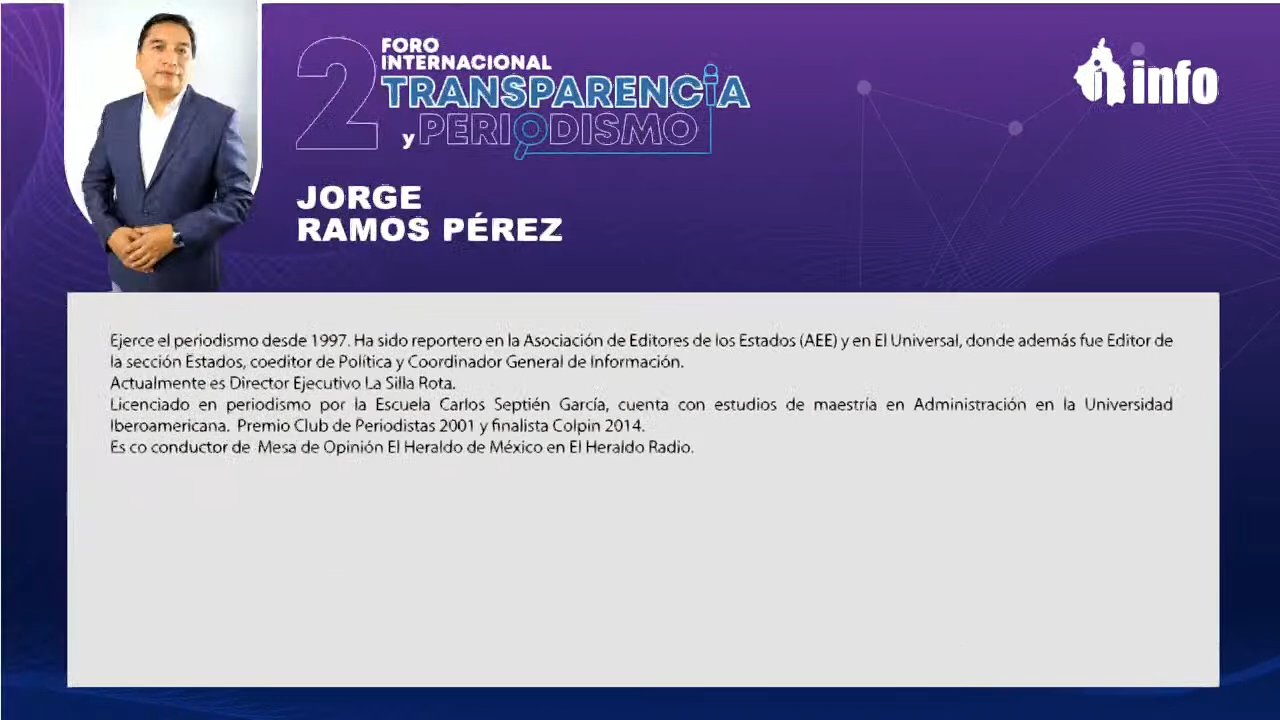 2 FORO
INTERNACIONAL
TRANSPARENCIA
y PERIODISMO
info
JORGE
RAMOS PÉREZ
Ejerce el periodismo desde 1997. Ha sido reportero en la Asociación de Editores de los Estados (AEE) y en El Universal, donde además fue Editor de
la sección Estados, coeditor de Política y Coordinador General de Información.
Actualmente es Director Ejecutivo La Silla Rota.
Licenciado en periodismo por la Escuela Carlos Septién García, cuenta con estudios de maestría en Administración en la Universidad
Iberoamericana. Premio Club de Periodistas 2001 y finalista Colpin 2014.
Es co conductor de Mesa de Opinión El Heraldo de México en El Heraldo Radio.